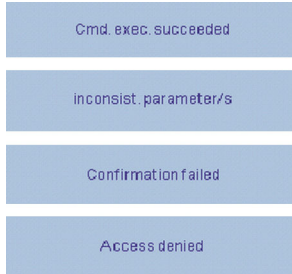 Cmd. exec. succeeded
inconsist. parameter/s
Confirmation failed
Access denied